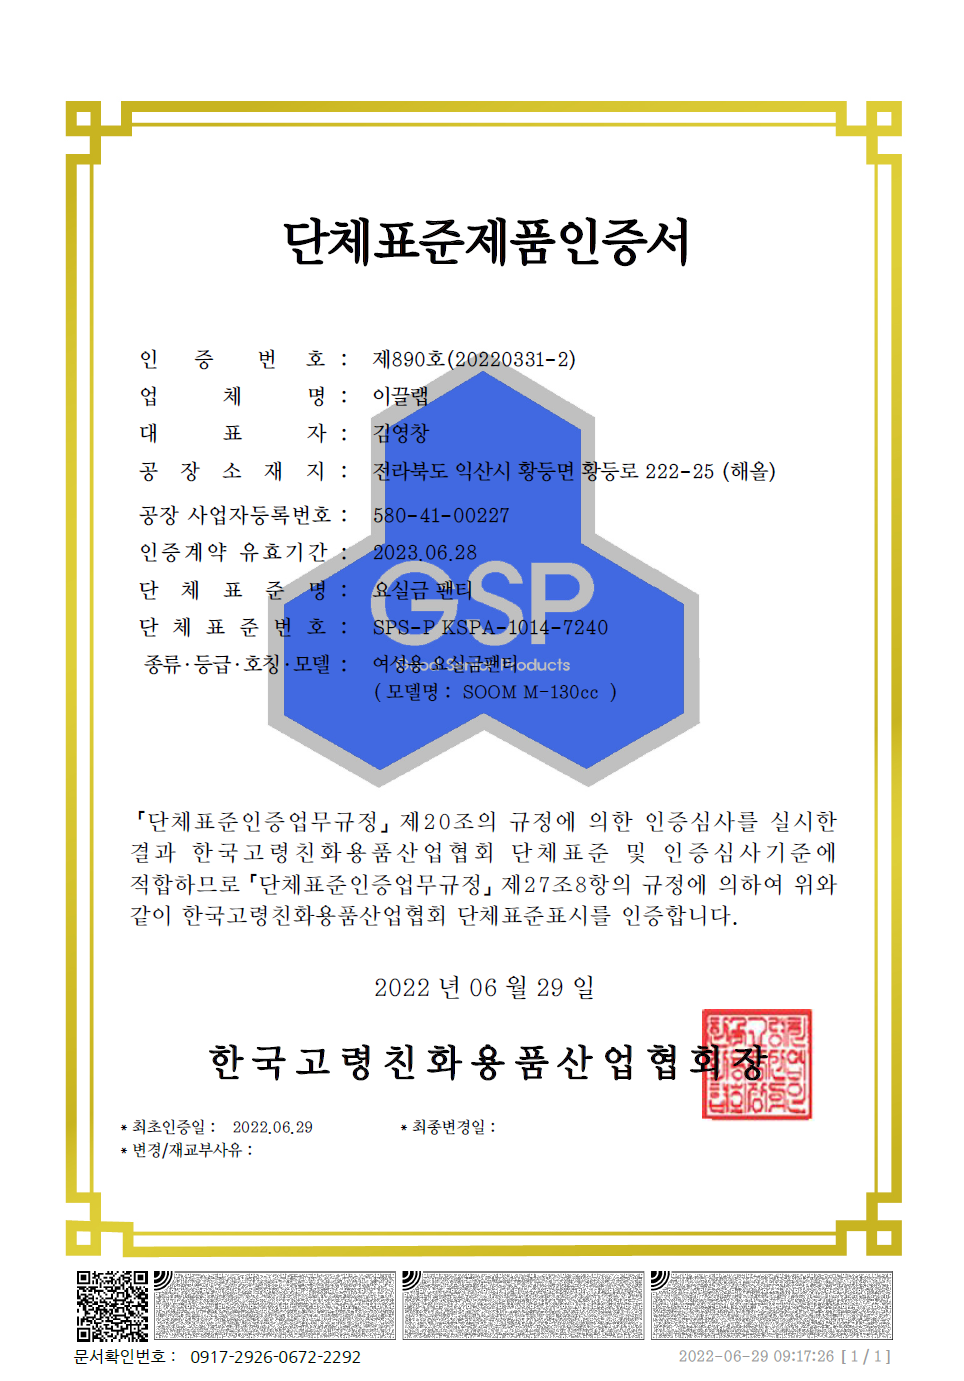 단체표준제품인증서
인 증 번 호 : 제890호(20220331-2)
업 체 명 : 이끌랩
대 표 자 : 김영창
공 장 소 재 지 : 전라북도 익산시 황등면 황등로 222-25 (해올)
공장 사업자등록번호 : 580-41-00227
인증계약 유효기간 : 2023.06.28
단 체 표 준 명 : 요실금 팬티
단 체 표 준 번 호 : SPS-P KSPA-1014-7240
종류·등급·호칭·모델 : 여성용 요실금팬티
( 모델명 : SOOM M-130cc )
GSP
Products
『단체표준인증업무규정』 제20조의 규정에 의한 인증심사를 실시한
결과 한국고령친화용품산업협회 단체표준 및 인증심사기준에
적합하므로 『단체표준인증업무규정』 제27조8항의 규정에 의하여 위와
같이 한국고령친화용품산업협회 단체표준표시를 인증합니다.
2022 년 06 월 29 일
한국고령친화용품산업협회장
* 최초인증일 : 2022.06.29 * 최종변경일 :
* 변경/재교부사유 :
문서확인번호 : 0917-2926-0672-2292
2022-06-29 09:17:26 [ 1 / 1 ]